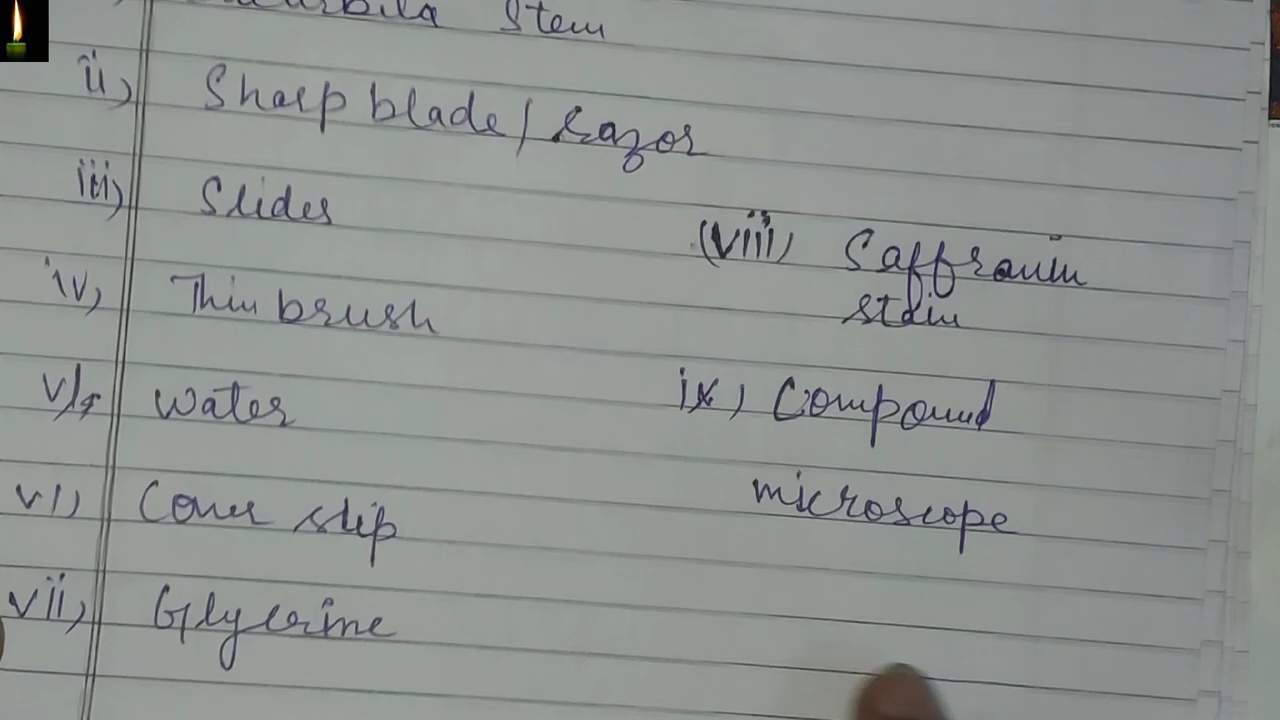 Stem
ii) Sharp blade/razor
iii) Slides
iv) Thin brush
v) Water
vi) Cover slip
vii) Glycerine
(viii) Saffranin
stain
ix) Compound
microscope